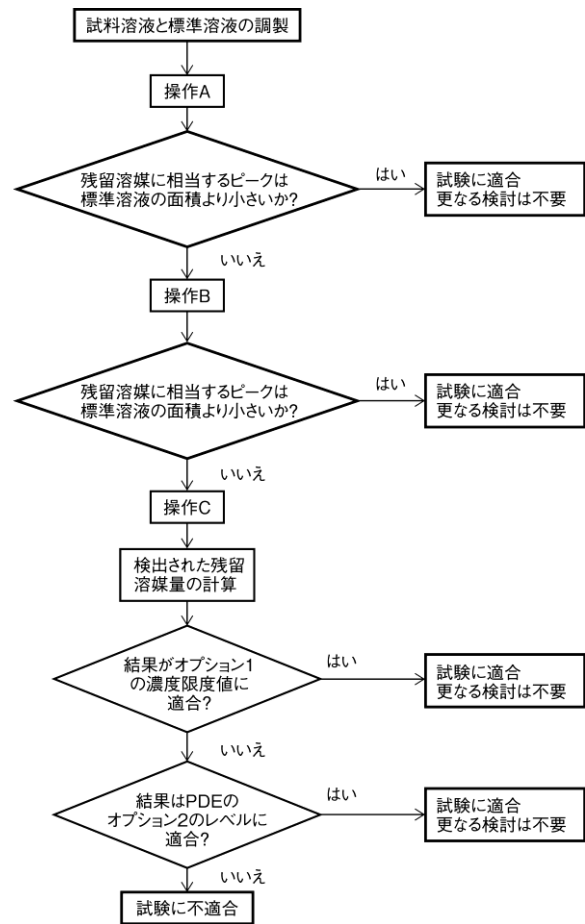 試料溶液と標準溶液の調製
操作A
残留溶媒に相当するピークは
標準溶液の面積より小さいか?
はい
試験に適合
更なる検討は不要
いいえ
操作B
残留溶媒に相当するピークは
標準溶液の面積より小さいか?
はい
試験に適合
更なる検討は不要
いいえ
操作C
検出された残留
溶媒量の計算
結果がオプション1
の濃度限度値に
適合?
はい
試験に適合
更なる検討は不要
いいえ
結果はPDEの
オプション2のレベルに
適合?
はい
試験に適合
更なる検討は不要
いいえ
試験に不適合